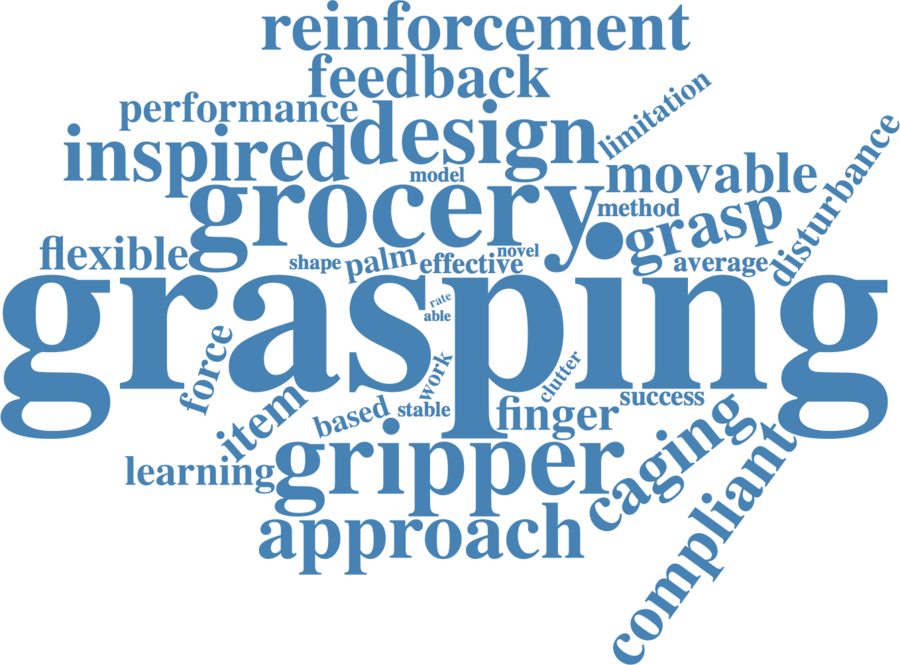 reinforcement
feedback
limitation
performance
design
disturbance
inspired
model
movable
grocery
method
grasp
flexible
shape
palm
effective
novel
average
grasping
rate
able
force
work
clutter
item
based
stable
finger
success
caging
learning
gripper
compliant
approach